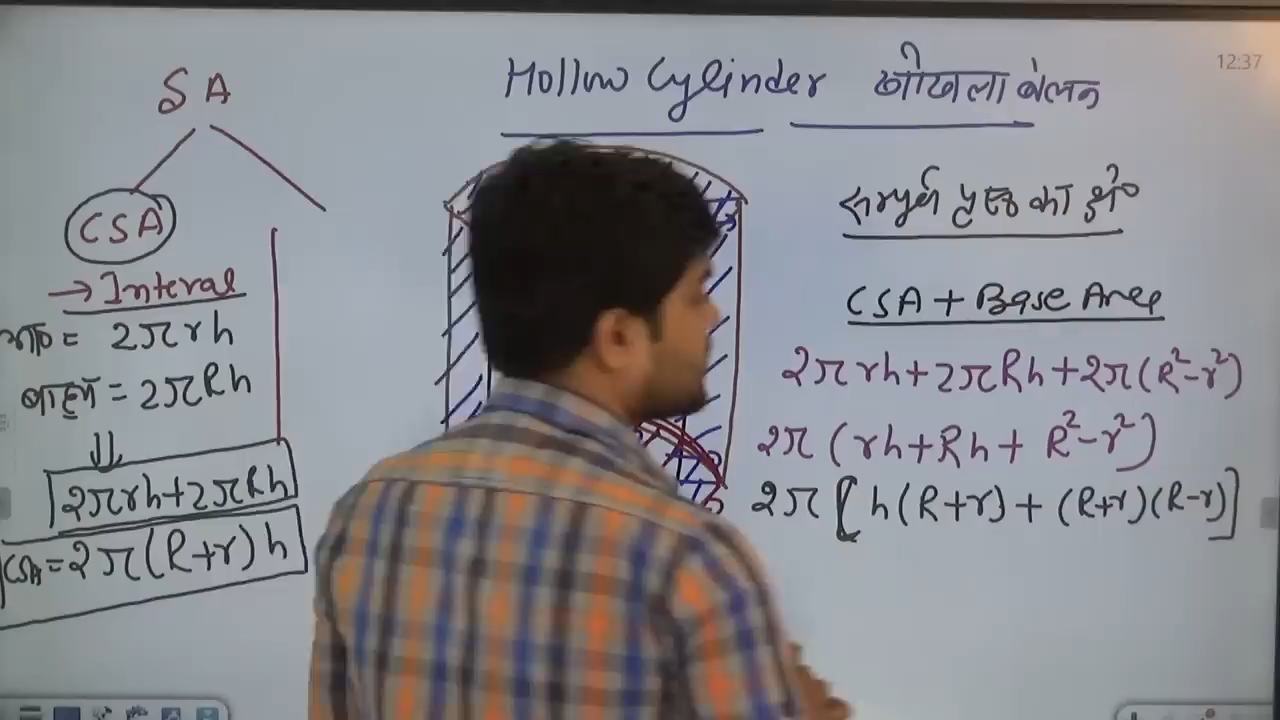 12:37
Hollow Cylinder खोखला बेलन
SA
CSA
→ Interal
= 2πrh
बाह्य = 2πRh
⇓
2πrh+2πRh
CSA=2π(R+r)h
सम्पूर्ण पृष्ठ का क्षे०
CSA + Base Area
2πrh+2πRh+2π(R²-r²)
2π(rh+Rh+ R²-r²)
2π[h(R+r)+(R+r)(R-r)]